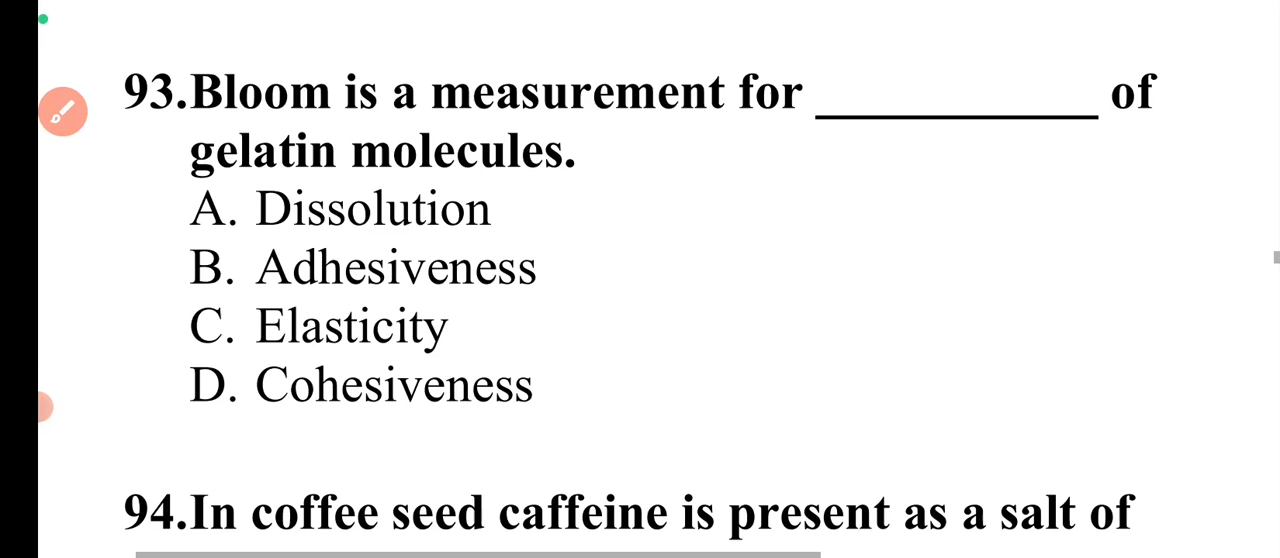 93.Bloom is a measurement for ____________ of
gelatin molecules.
A. Dissolution
B. Adhesiveness
C. Elasticity
D. Cohesiveness
94.In coffee seed caffeine is present as a salt of